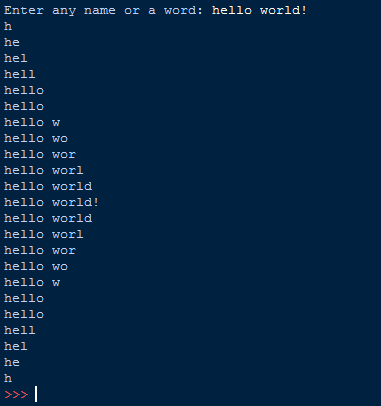 Enter any name or a word: hello world!
h
he
hel
hell
hello
hello
hello w
hello wo
hello wor
hello worl
hello world
hello world!
hello world
hello worl
hello wor
hello wo
hello w
hello
hello
hell
hel
he
h
>>>